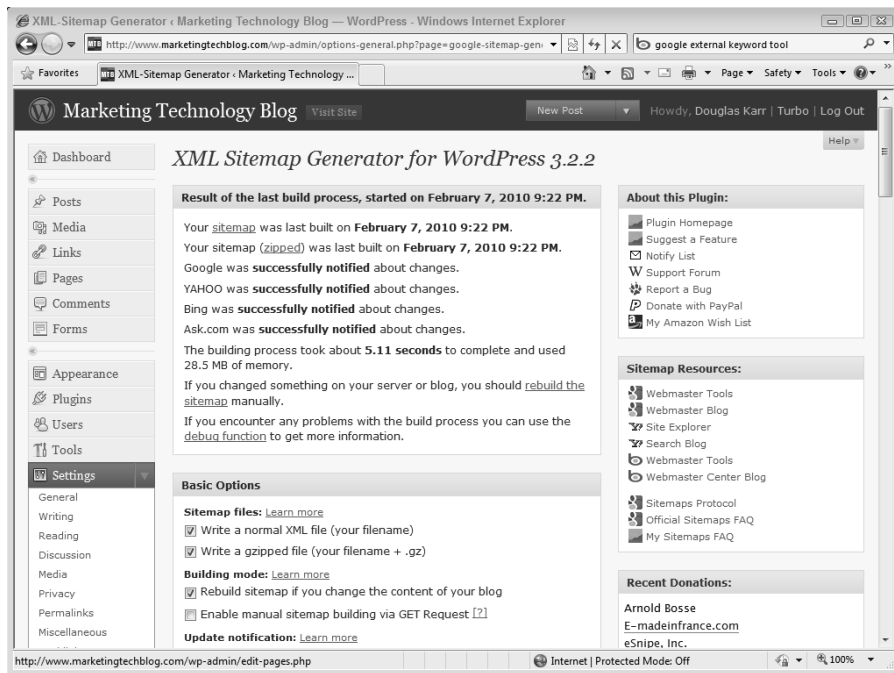 XML-Sitemap Generator ‹ Marketing Technology Blog — WordPress - Windows Internet Explorer
http://www.marketingtechblog.com/wp-admin/options-general.php?page=google-sitemap-gen
google external keyword tool
Favorites
MTB XML-Sitemap Generator ‹ Marketing Technology ...
Page
Safety
Tools
Marketing Technology Blog
Visit Site
New Post
Howdy, Douglas Karr | Turbo | Log Out
Help
Dashboard
Posts
Media
Links
Pages
Comments
Forms
Appearance
Plugins
Users
Tools
Settings
General
Writing
Reading
Discussion
Media
Privacy
Permalinks
Miscellaneous
XML Sitemap Generator for WordPress 3.2.2
Result of the last build process, started on February 7, 2010 9:22 PM.
Your sitemap was last built on February 7, 2010 9:22 PM.
Your sitemap (zipped) was last built on February 7, 2010 9:22 PM.
Google was successfully notified about changes.
YAHOO was successfully notified about changes.
Bing was successfully notified about changes.
Ask.com was successfully notified about changes.
The building process took about 5.11 seconds to complete and used
28.5 MB of memory.
If you changed something on your server or blog, you should rebuild the
sitemap manually.
If you encounter any problems with the build process you can use the
debug function to get more information.
Basic Options
Sitemap files: Learn more
Write a normal XML file (your filename)
Write a gzipped file (your filename + .gz)
Building mode: Learn more
Rebuild sitemap if you change the content of your blog
Enable manual sitemap building via GET Request [?]
Update notification: Learn more
About this Plugin:
Plugin Homepage
Suggest a Feature
Notify List
Support Forum
Report a Bug
Donate with PayPal
My Amazon Wish List
Sitemap Resources:
Webmaster Tools
Webmaster Blog
Site Explorer
Search Blog
Webmaster Tools
Webmaster Center Blog
Sitemaps Protocol
Official Sitemaps FAQ
My Sitemaps FAQ
Recent Donations:
Arnold Bosse
E-madeinfrance.com
eSnipe, Inc.
http://www.marketingtechblog.com/wp-admin/edit-pages.php
Internet | Protected Mode: Off
100%